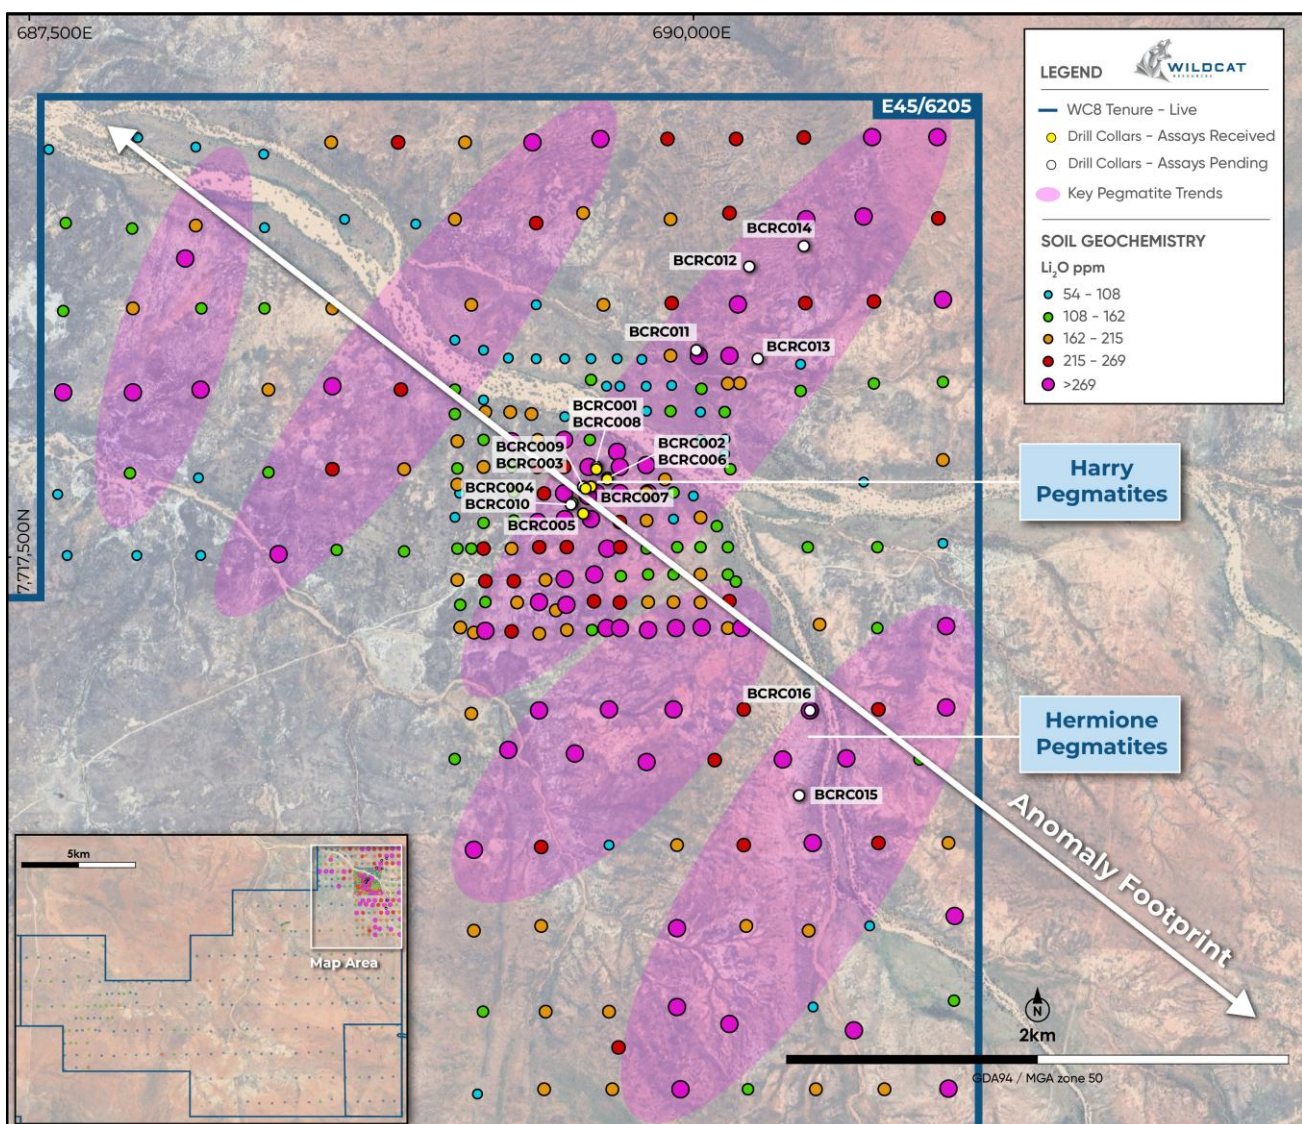 687,500E
690,000E
7,717,500N
E45/6205
LEGEND
WILDCAT
RESOURCES
WC8 Tenure - Live
Drill Collars - Assays Received
Drill Collars - Assays Pending
Key Pegmatite Trends
SOIL GEOCHEMISTRY
Li₂O ppm
54 - 108
108 - 162
162 - 215
215 - 269
>269
BCRC014
BCRC012
BCRC011
BCRC013
BCRC001
BCRC008
BCRC009
BCRC003
BCRC002
BCRC006
BCRC004
BCRC010
BCRC007
BCRC005
Harry
Pegmatites
BCRC016
Hermione
Pegmatites
BCRC015
Anomaly Footprint
5km
Map Area
N
2km
GDA94 / MGA zone 50